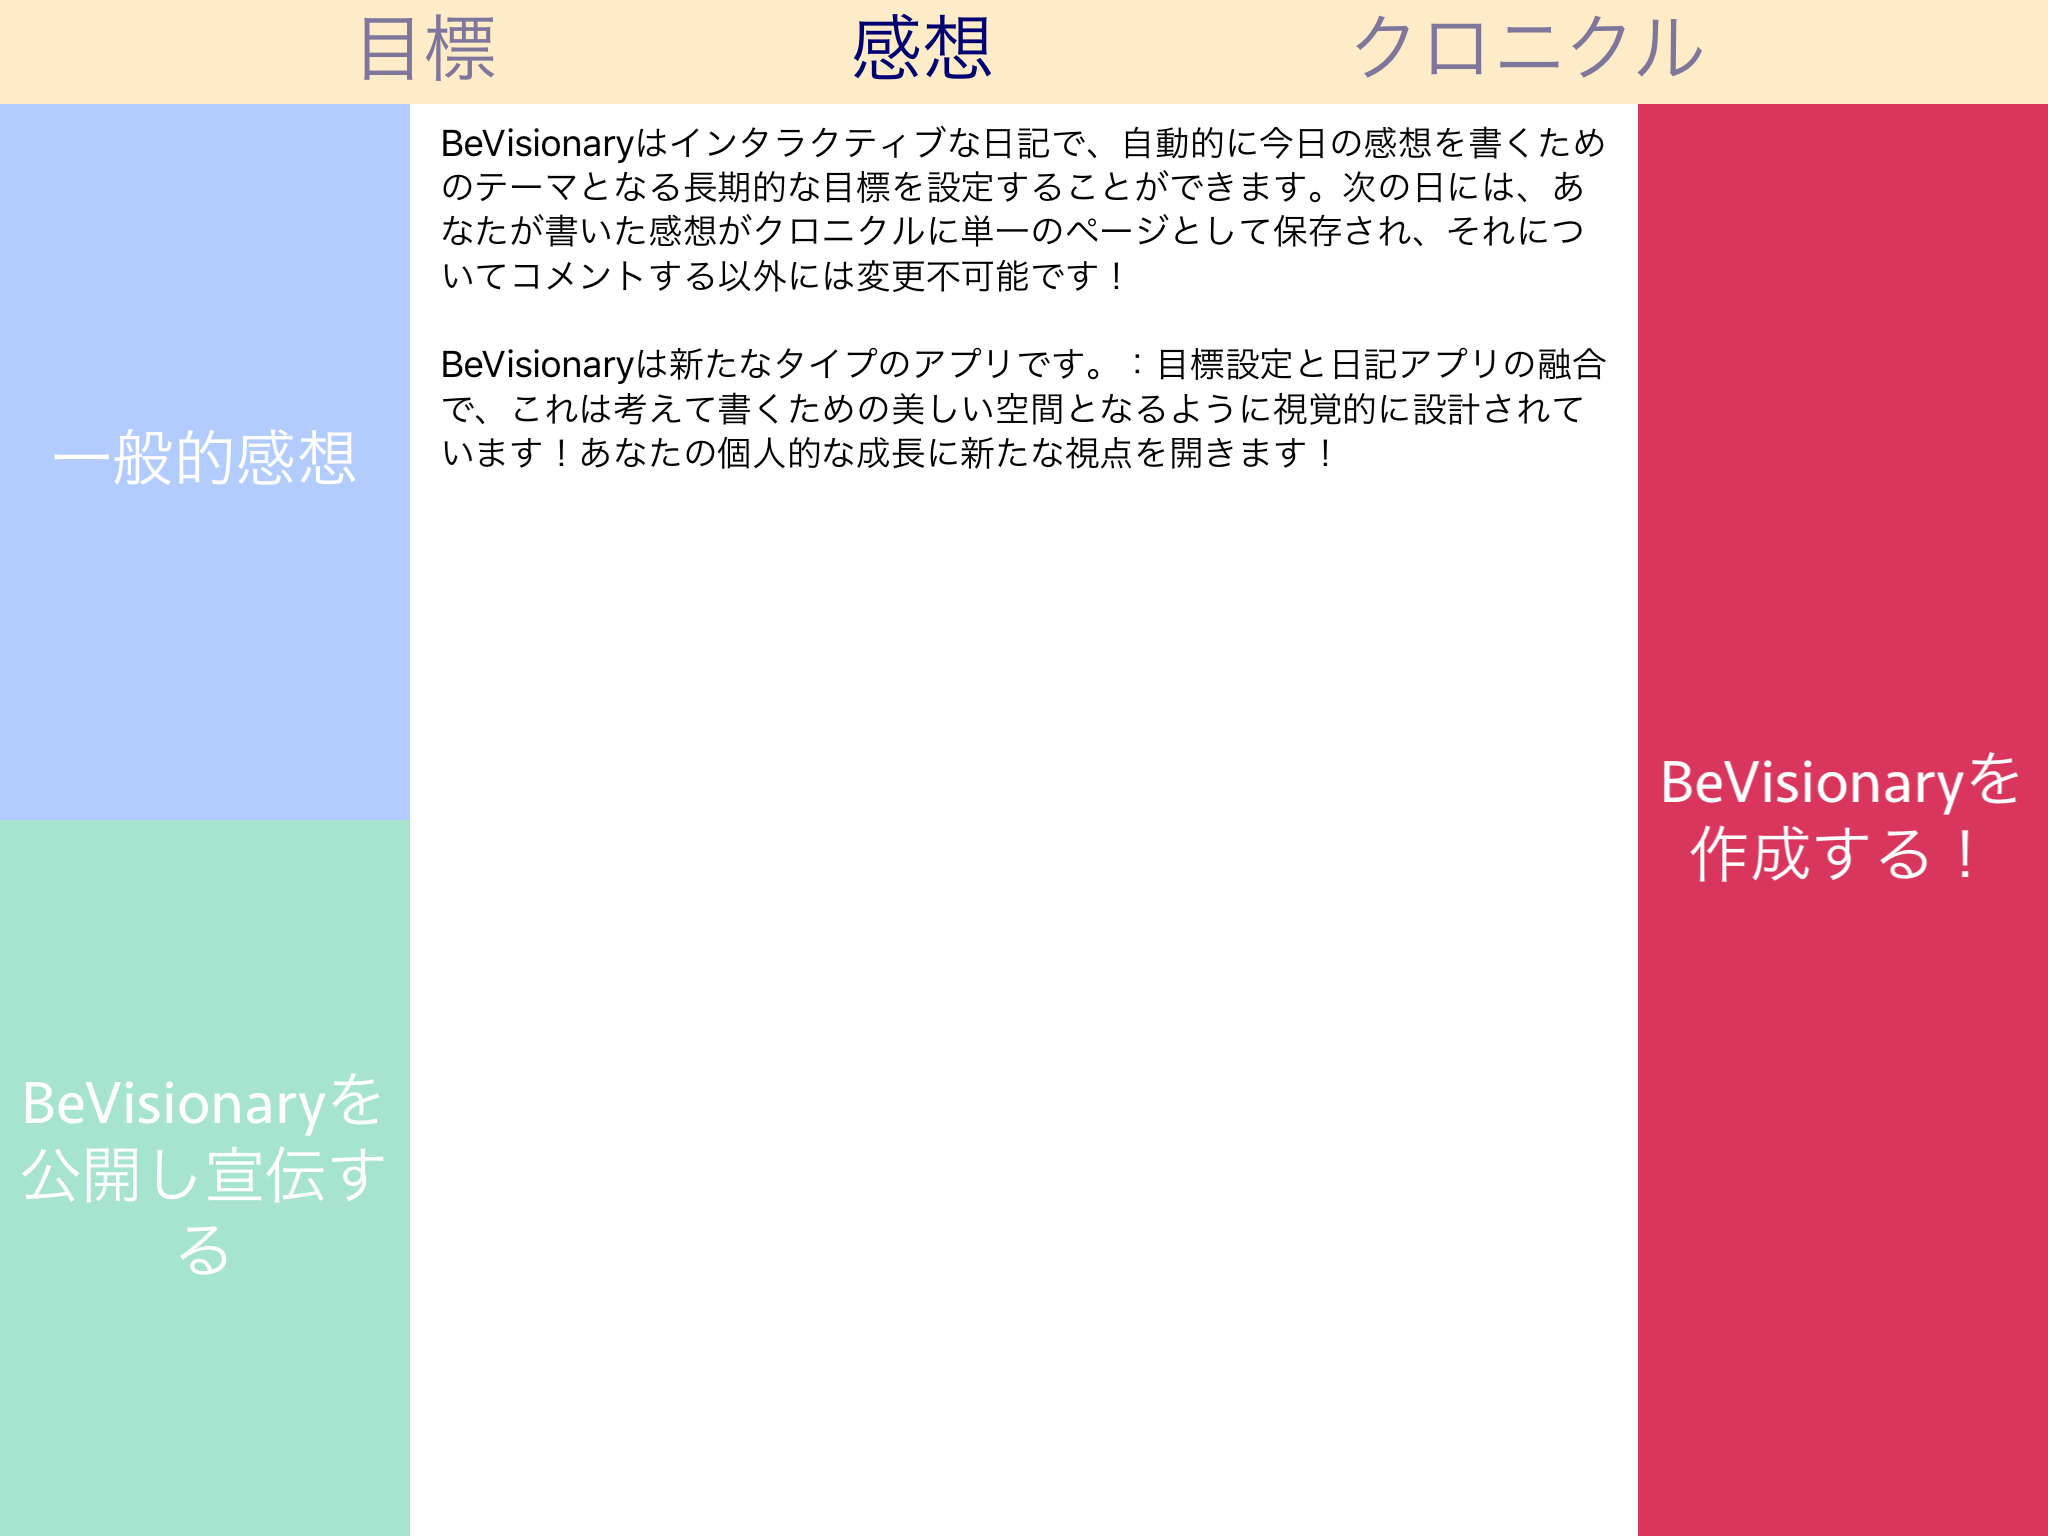 目標
感想
クロニクル
一般的感想
BeVisionaryを
公開し宣伝す
る
BeVisionaryはインタラクティブな日記で、自動的に今日の感想を書くため
のテーマとなる長期的な目標を設定することができます。次の日には、あ
なたが書いた感想がクロニクルに単一のページとして保存され、それにつ
いてコメントする以外には変更不可能です！
BeVisionaryは新たなタイプのアプリです。：目標設定と日記アプリの融合
で、これは考えて書くための美しい空間となるように視覚的に設計されて
います！あなたの個人的な成長に新たな視点を開きます！
BeVisionaryを
作成する！